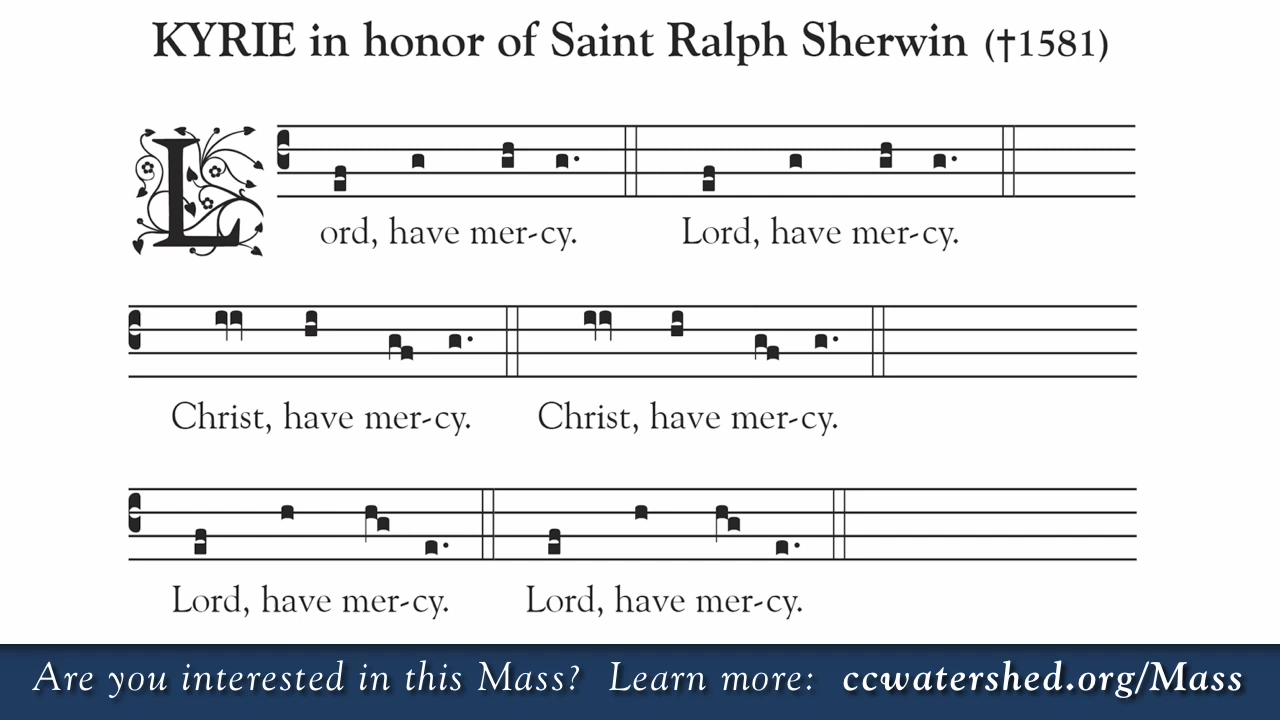 KYRIE in honor of Saint Ralph Sherwin (†1581)
Lord, have mer-cy. Lord, have mer-cy.
Christ, have mer-cy. Christ, have mer-cy.
Lord, have mer-cy. Lord, have mer-cy.
Are you interested in this Mass? Learn more: ccwatershed.org/Mass